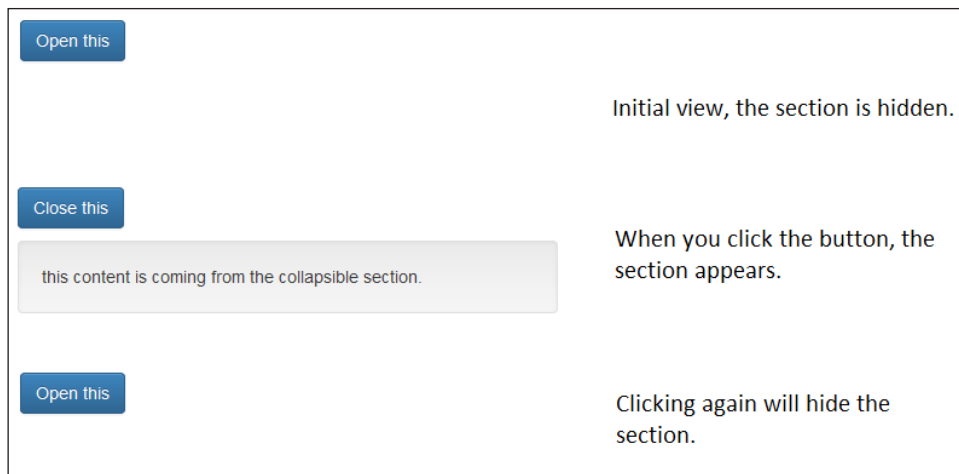 Open this
Initial view, the section is hidden.
Close this
When you click the button, the
section appears.
this content is coming from the collapsible section.
Open this
Clicking again will hide the
section.